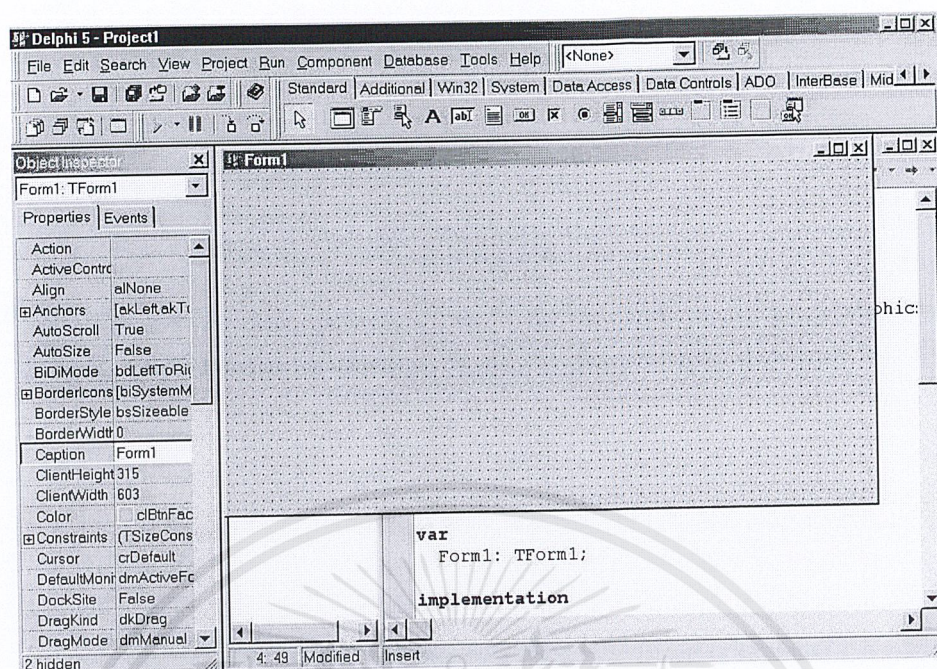 Delphi 5 - Project1
File Edit Search View Project Run Component Database Tools Help <None>
Standard Additional Win32 System Data Access Data Controls ADO InterBase Mid
Object Inspector
Form1: TForm1
Properties Events
Action
ActiveContro
Align alNone
Anchors [akLeft,akTo
AutoScroll True
AutoSize False
BiDiMode bdLeftToRig
BorderIcons [biSystemM
BorderStyle bsSizeable
BorderWidth 0
Caption Form1
ClientHeight 315
ClientWidth 603
Color clBtnFac
Constraints (TSizeCons
Cursor crDefault
DefaultMoni dmActiveFo
DockSite False
DragKind dkDrag
DragMode dmManual
2 hidden
Form1
phic
var
Form1: TForm1;
implementation
4: 49 Modified Insert